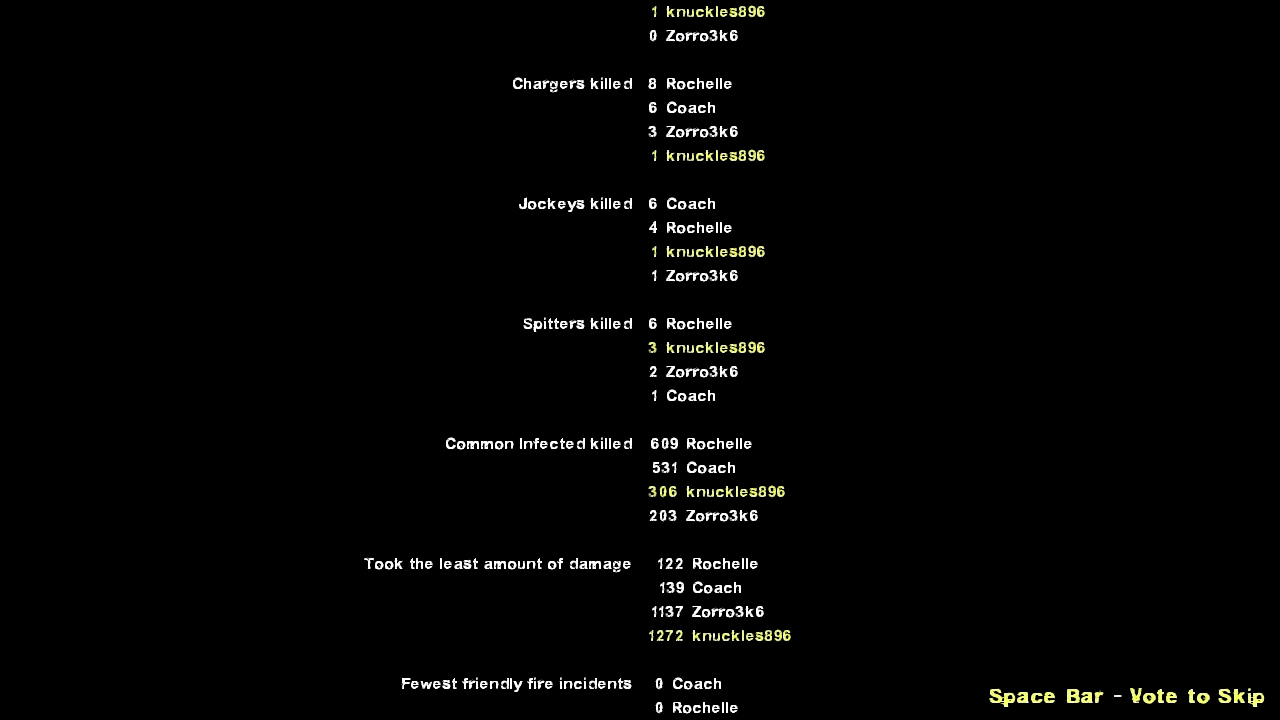 1 knuckles896
0 Zorro3k6
Chargers killed 8 Rochelle
6 Coach
3 Zorro3k6
1 knuckles896
Jockeys killed 6 Coach
4 Rochelle
1 knuckles896
1 Zorro3k6
Spitters killed 6 Rochelle
3 knuckles896
2 Zorro3k6
1 Coach
Common Infected killed 609 Rochelle
531 Coach
306 knuckles896
203 Zorro3k6
Took the least amount of damage 122 Rochelle
139 Coach
1137 Zorro3k6
1272 knuckles896
Fewest friendly fire incidents 0 Coach
0 Rochelle
Space Bar - Vote to Skip